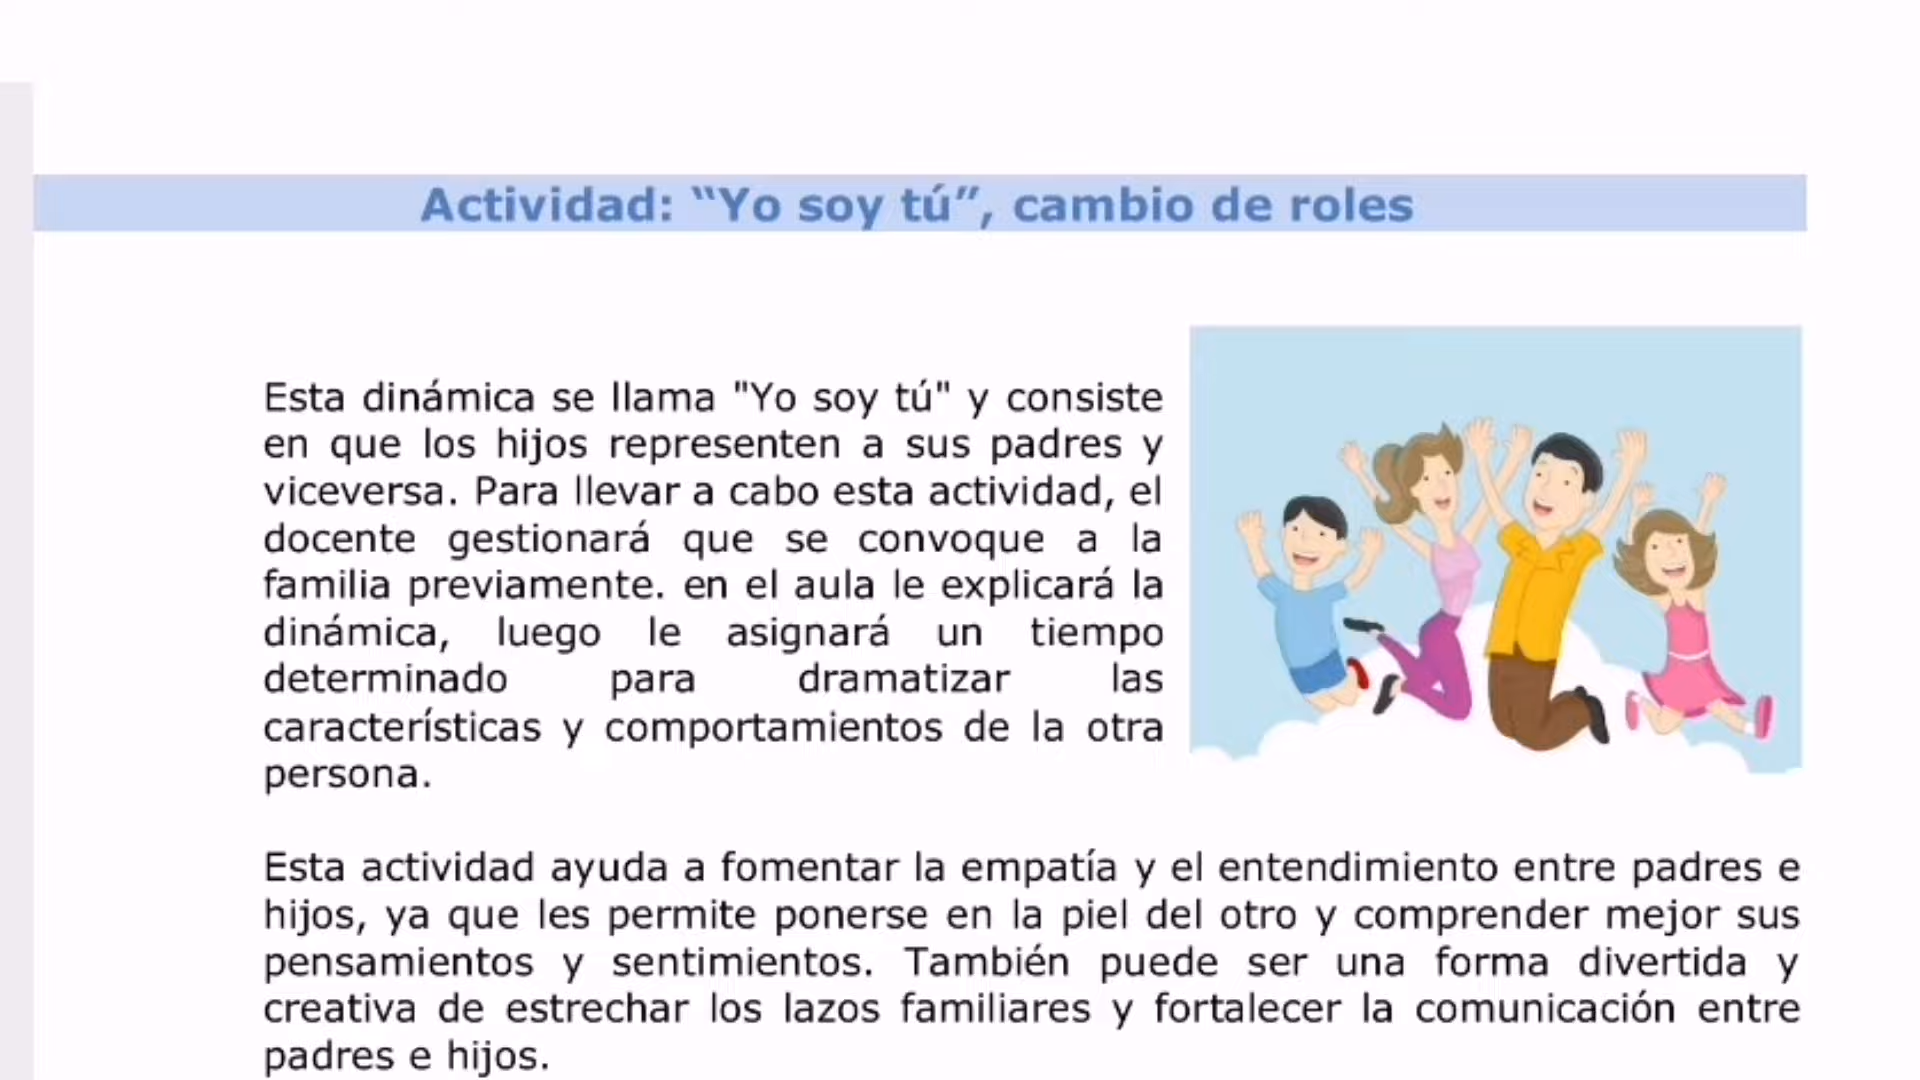 Actividad: “Yo soy tú”, cambio de roles
Esta dinámica se llama "Yo soy tú" y consiste
en que los hijos representen a sus padres y
viceversa. Para llevar a cabo esta actividad, el
docente gestionará que se convoque a la
familia previamente. en el aula le explicará la
dinámica, luego le asignará un tiempo
determinado para dramatizar las
características y comportamientos de la otra
persona.
Esta actividad ayuda a fomentar la empatía y el entendimiento entre padres e
hijos, ya que les permite ponerse en la piel del otro y comprender mejor sus
pensamientos y sentimientos. También puede ser una forma divertida y
creativa de estrechar los lazos familiares y fortalecer la comunicación entre
padres e hijos.